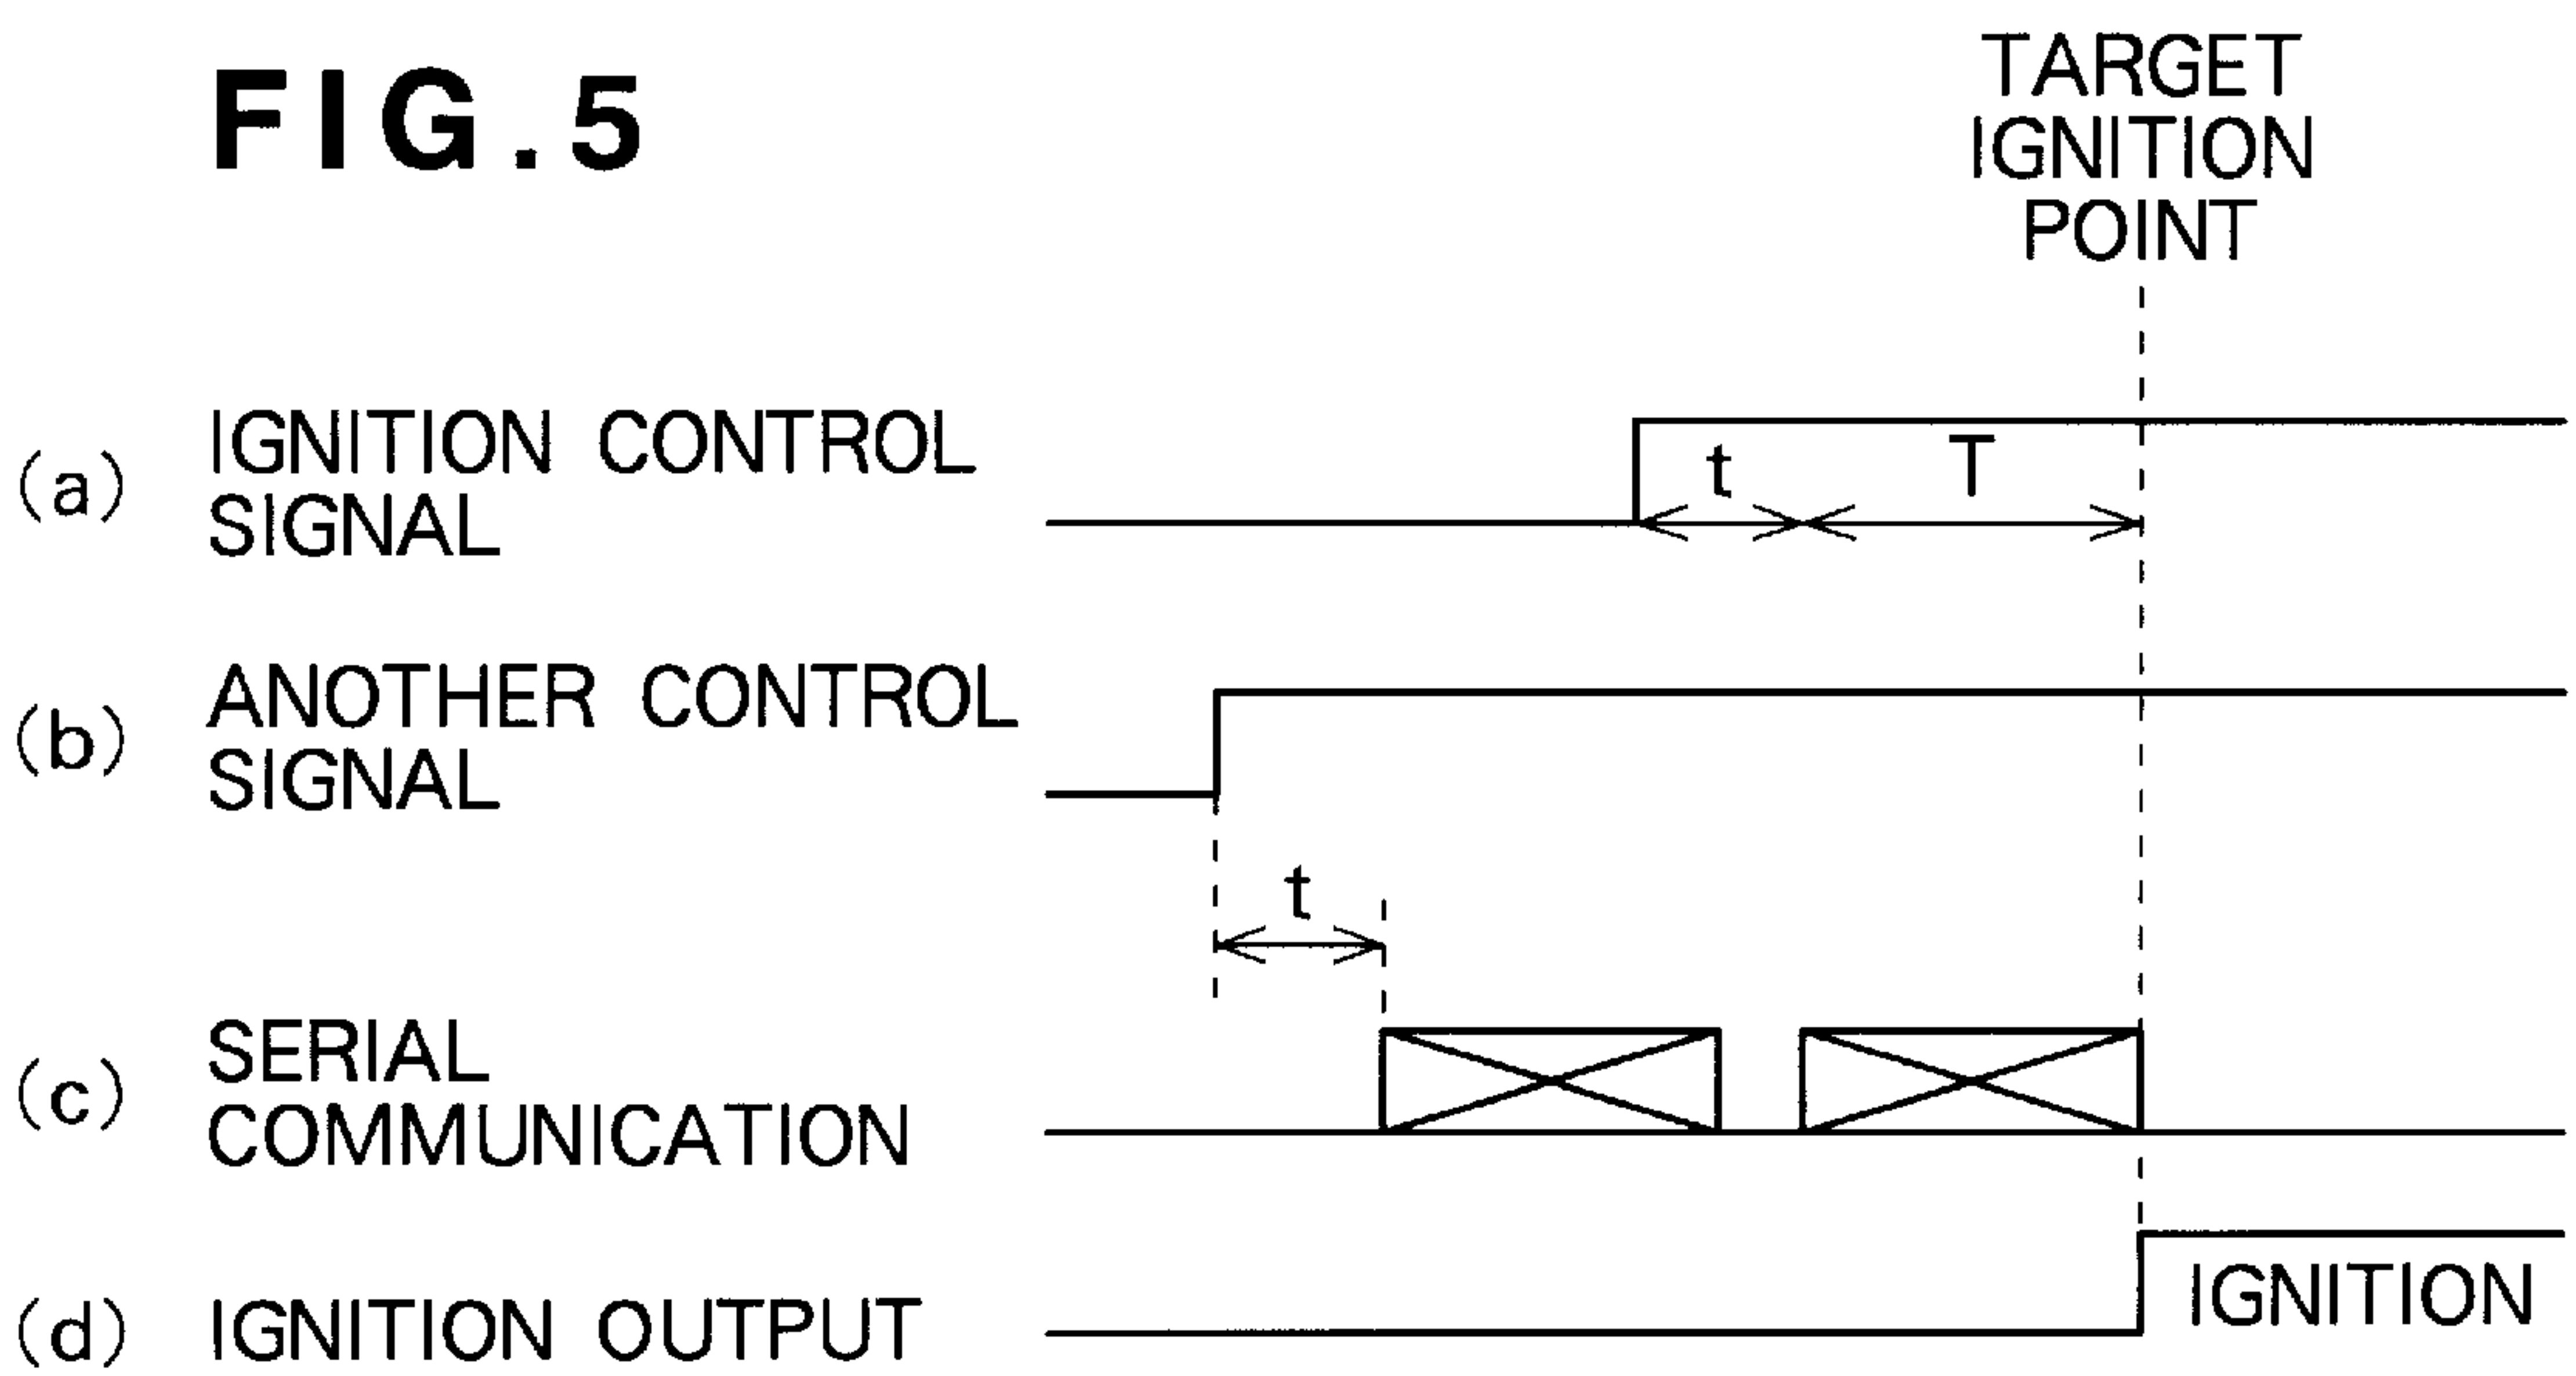 FIG.5
TARGET
IGNITION
POINT
(a) IGNITION CONTROL
SIGNAL
t T
(b) ANOTHER CONTROL
SIGNAL
t
(c) SERIAL
COMMUNICATION
(d) IGNITION OUTPUT
IGNITION